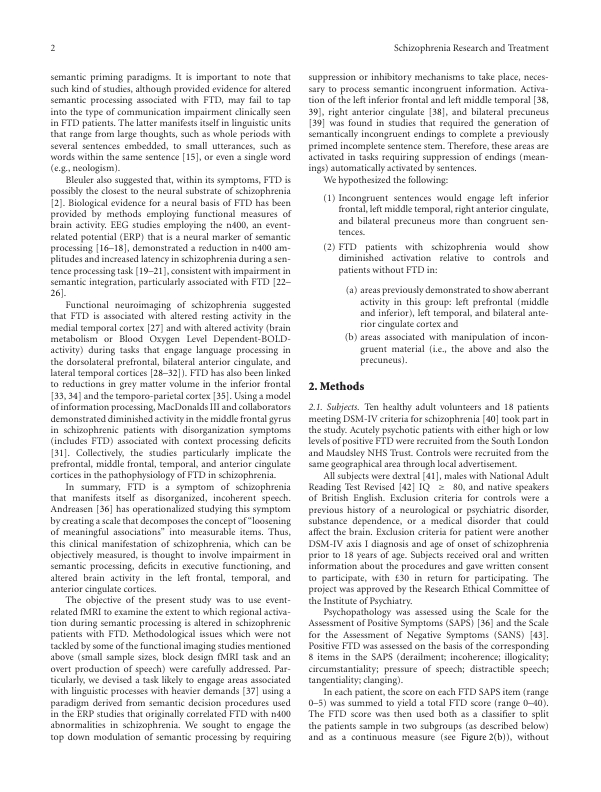 2
Schizophrenia Research and Treatment
semantic priming paradigms. It is important to note that
such kind of studies, although provided evidence for altered
semantic processing associated with FTD, may fail to tap
into the type of communication impairment clinically seen
in FTD patients. The latter manifests itself in linguistic units
that range from large thoughts, such as whole periods with
several sentences embedded, to small utterances, such as
words within the same sentence [15], or even a single word
(e.g., neologism).
Bleuler also suggested that, within its symptoms, FTD is
possibly the closest to the neural substrate of schizophrenia
[2]. Biological evidence for a neural basis of FTD has been
provided by methods employing functional measures of
brain activity. EEG studies employing the n400, an event-
related potential (ERP) that is a neural marker of semantic
processing [16–18], demonstrated a reduction in n400 am-
plitudes and increased latency in schizophrenia during a sen-
tence processing task [19–21], consistent with impairment in
semantic integration, particularly associated with FTD [22–
26].
Functional neuroimaging of schizophrenia suggested
that FTD is associated with altered resting activity in the
medial temporal cortex [27] and with altered activity (brain
metabolism or Blood Oxygen Level Dependent-BOLD-
activity) during tasks that engage language processing in
the dorsolateral prefrontal, bilateral anterior cingulate, and
lateral temporal cortices [28–32]). FTD has also been linked
to reductions in grey matter volume in the inferior frontal
[33, 34] and the temporo-parietal cortex [35]. Using a model
of information processing, MacDonalds III and collaborators
demonstrated diminished activity in the middle frontal gyrus
in schizophrenic patients with disorganization symptoms
(includes FTD) associated with context processing deficits
[31]. Collectively, the studies particularly implicate the
prefrontal, middle frontal, temporal, and anterior cingulate
cortices in the pathophysiology of FTD in schizophrenia.
In summary, FTD is a symptom of schizophrenia
that manifests itself as disorganized, incoherent speech.
Andreasen [36] has operationalized studying this symptom
by creating a scale that decomposes the concept of “loosening
of meaningful associations” into measurable items. Thus,
this clinical manifestation of schizophrenia, which can be
objectively measured, is thought to involve impairment in
semantic processing, deficits in executive functioning, and
altered brain activity in the left frontal, temporal, and
anterior cingulate cortices.
The objective of the present study was to use event-
related fMRI to examine the extent to which regional activa-
tion during semantic processing is altered in schizophrenic
patients with FTD. Methodological issues which were not
tackled by some of the functional imaging studies mentioned
above (small sample sizes, block design fMRI task and an
overt production of speech) were carefully addressed. Par-
ticularly, we devised a task likely to engage areas associated
with linguistic processes with heavier demands [37] using a
paradigm derived from semantic decision procedures used
in the ERP studies that originally correlated FTD with n400
abnormalities in schizophrenia. We sought to engage the
top down modulation of semantic processing by requiring
suppression or inhibitory mechanisms to take place, neces-
sary to process semantic incongruent information. Activa-
tion of the left inferior frontal and left middle temporal [38,
39], right anterior cingulate [38], and bilateral precuneus
[39] was found in studies that required the generation of
semantically incongruent endings to complete a previously
primed incomplete sentence stem. Therefore, these areas are
activated in tasks requiring suppression of endings (mean-
ings) automatically activated by sentences.
We hypothesized the following:
(1) Incongruent sentences would engage left inferior
frontal, left middle temporal, right anterior cingulate,
and bilateral precuneus more than congruent sen-
tences.
(2) FTD patients with schizophrenia would show
diminished activation relative to controls and
patients without FTD in:
(a) areas previously demonstrated to show aberrant
activity in this group: left prefrontal (middle
and inferior), left temporal, and bilateral ante-
rior cingulate cortex and
(b) areas associated with manipulation of incon-
gruent material (i.e., the above and also the
precuneus).
2. Methods
2.1. Subjects. Ten healthy adult volunteers and 18 patients
meeting DSM-IV criteria for schizophrenia [40] took part in
the study. Acutely psychotic patients with either high or low
levels of positive FTD were recruited from the South London
and Maudsley NHS Trust. Controls were recruited from the
same geographical area through local advertisement.
All subjects were dextral [41], males with National Adult
Reading Test Revised [42] IQ ≥ 80, and native speakers
of British English. Exclusion criteria for controls were a
previous history of a neurological or psychiatric disorder,
substance dependence, or a medical disorder that could
affect the brain. Exclusion criteria for patient were another
DSM-IV axis I diagnosis and age of onset of schizophrenia
prior to 18 years of age. Subjects received oral and written
information about the procedures and gave written consent
to participate, with £30 in return for participating. The
project was approved by the Research Ethical Committee of
the Institute of Psychiatry.
Psychopathology was assessed using the Scale for the
Assessment of Positive Symptoms (SAPS) [36] and the Scale
for the Assessment of Negative Symptoms (SANS) [43].
Positive FTD was assessed on the basis of the corresponding
8 items in the SAPS (derailment; incoherence; illogicality;
circumstantiality; pressure of speech; distractible speech;
tangentiality; clanging).
In each patient, the score on each FTD SAPS item (range
0–5) was summed to yield a total FTD score (range 0–40).
The FTD score was then used both as a classifier to split
the patients sample in two subgroups (as described below)
and as a continuous measure (see Figure 2(b)), without